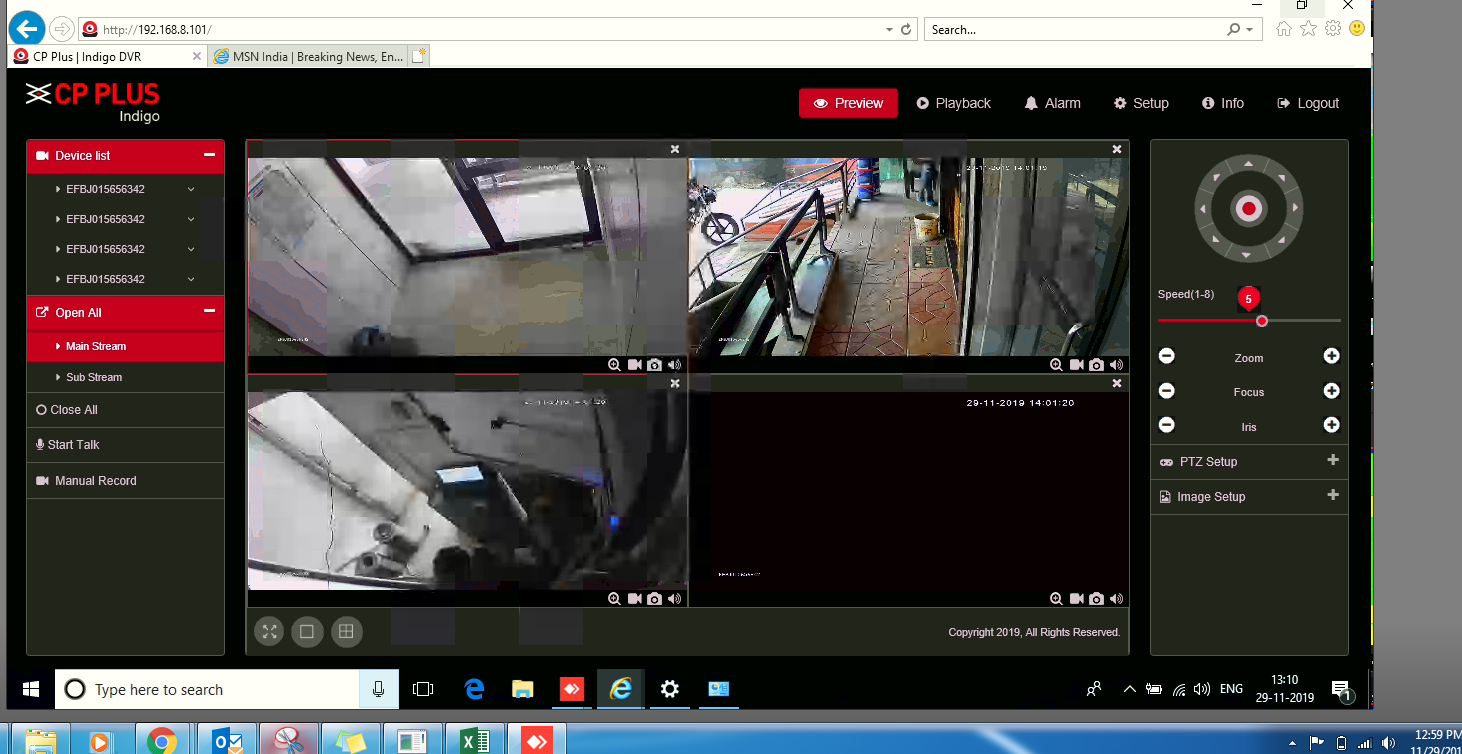 http://192.168.8.101/
Search...
CP Plus | Indigo DVR
MSN India | Breaking News, En...
CP PLUS
Indigo
Preview
Playback
Alarm
Setup
Info
Logout
Device list
EFBJ015656342
EFBJ015656342
EFBJ015656342
EFBJ015656342
Open All
Main Stream
Sub Stream
Close All
Start Talk
Manual Record
29-11-2019 14:01:19
29-11-2019 14:01:20
Speed(1-8)
5
Zoom
Focus
Iris
PTZ Setup
Image Setup
Copyright 2019, All Rights Reserved.
Type here to search
ENG
13:10
29-11-2019
1
12:59 PM